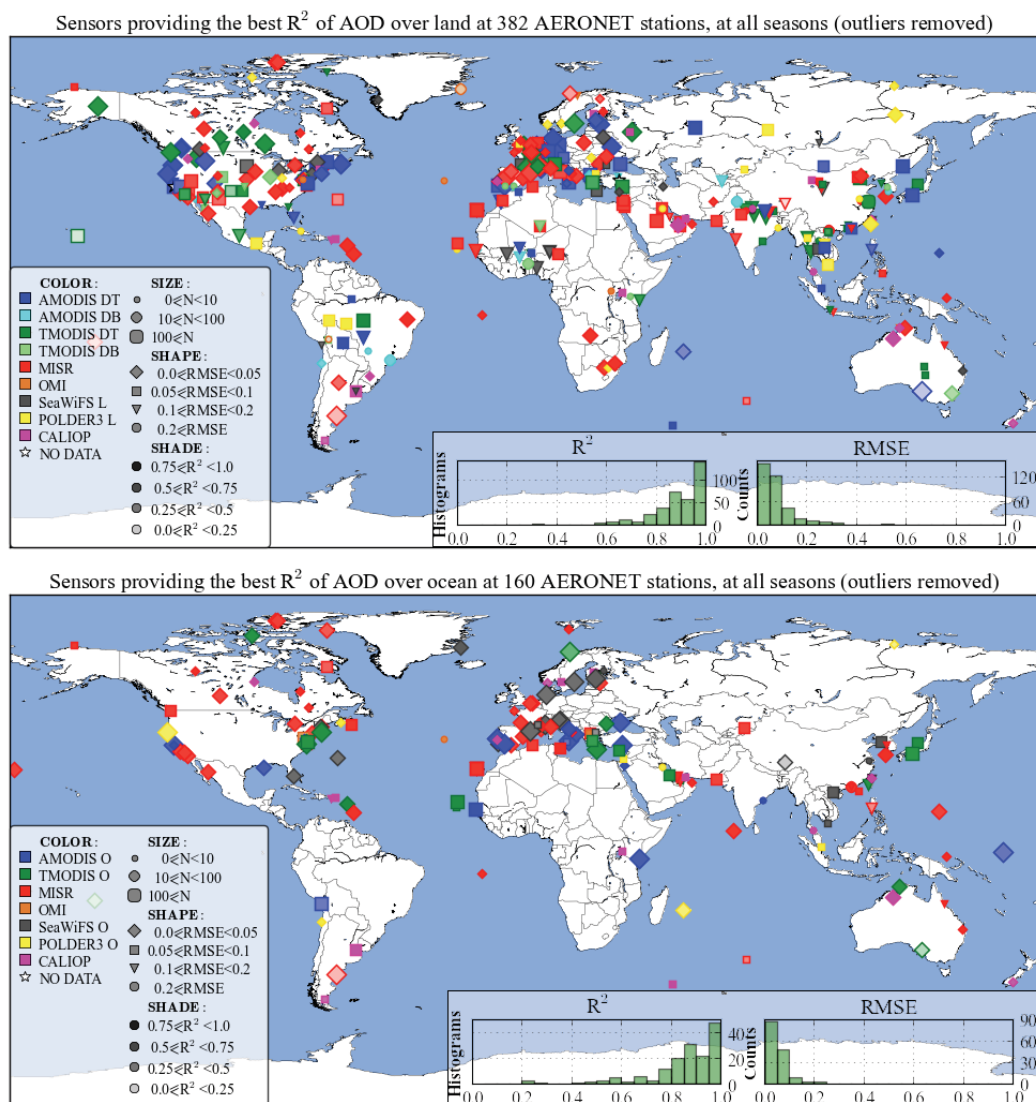 Sensors providing the best R² of AOD over land at 382 AERONET stations, at all seasons (outliers removed)
COLOR:
AMODIS DT
AMODIS DB
TMODIS DT
TMODIS DB
MISR
OMI
SeaWiFS L
POLDER3 L
CALIOP
NO DATA
SIZE:
0⩽N<10
10⩽N<100
100⩽N
SHAPE:
0.0⩽RMSE<0.05
0.05⩽RMSE<0.1
0.1⩽RMSE<0.2
0.2⩽RMSE
SHADE:
0.75⩽R² <1.0
0.5⩽R² <0.75
0.25⩽R² <0.5
0.0⩽R² <0.25
R²
Histograms
100
50
0
0.0 0.2 0.4 0.6 0.8 1.0
RMSE
Counts
120
60
0
0.0 0.2 0.4 0.6 0.8 1.0
Sensors providing the best R² of AOD over ocean at 160 AERONET stations, at all seasons (outliers removed)
COLOR:
AMODIS O
TMODIS O
MISR
OMI
SeaWiFS O
POLDER3 O
CALIOP
NO DATA
SIZE:
0⩽N<10
10⩽N<100
100⩽N
SHAPE:
0.0⩽RMSE<0.05
0.05⩽RMSE<0.1
0.1⩽RMSE<0.2
0.2⩽RMSE
SHADE:
0.75⩽R² <1.0
0.5⩽R² <0.75
0.25⩽R² <0.5
0.0⩽R² <0.25
R²
Histograms
40
20
0
0.0 0.2 0.4 0.6 0.8 1.0
RMSE
Counts
90
60
30
0
0.0 0.2 0.4 0.6 0.8 1.0